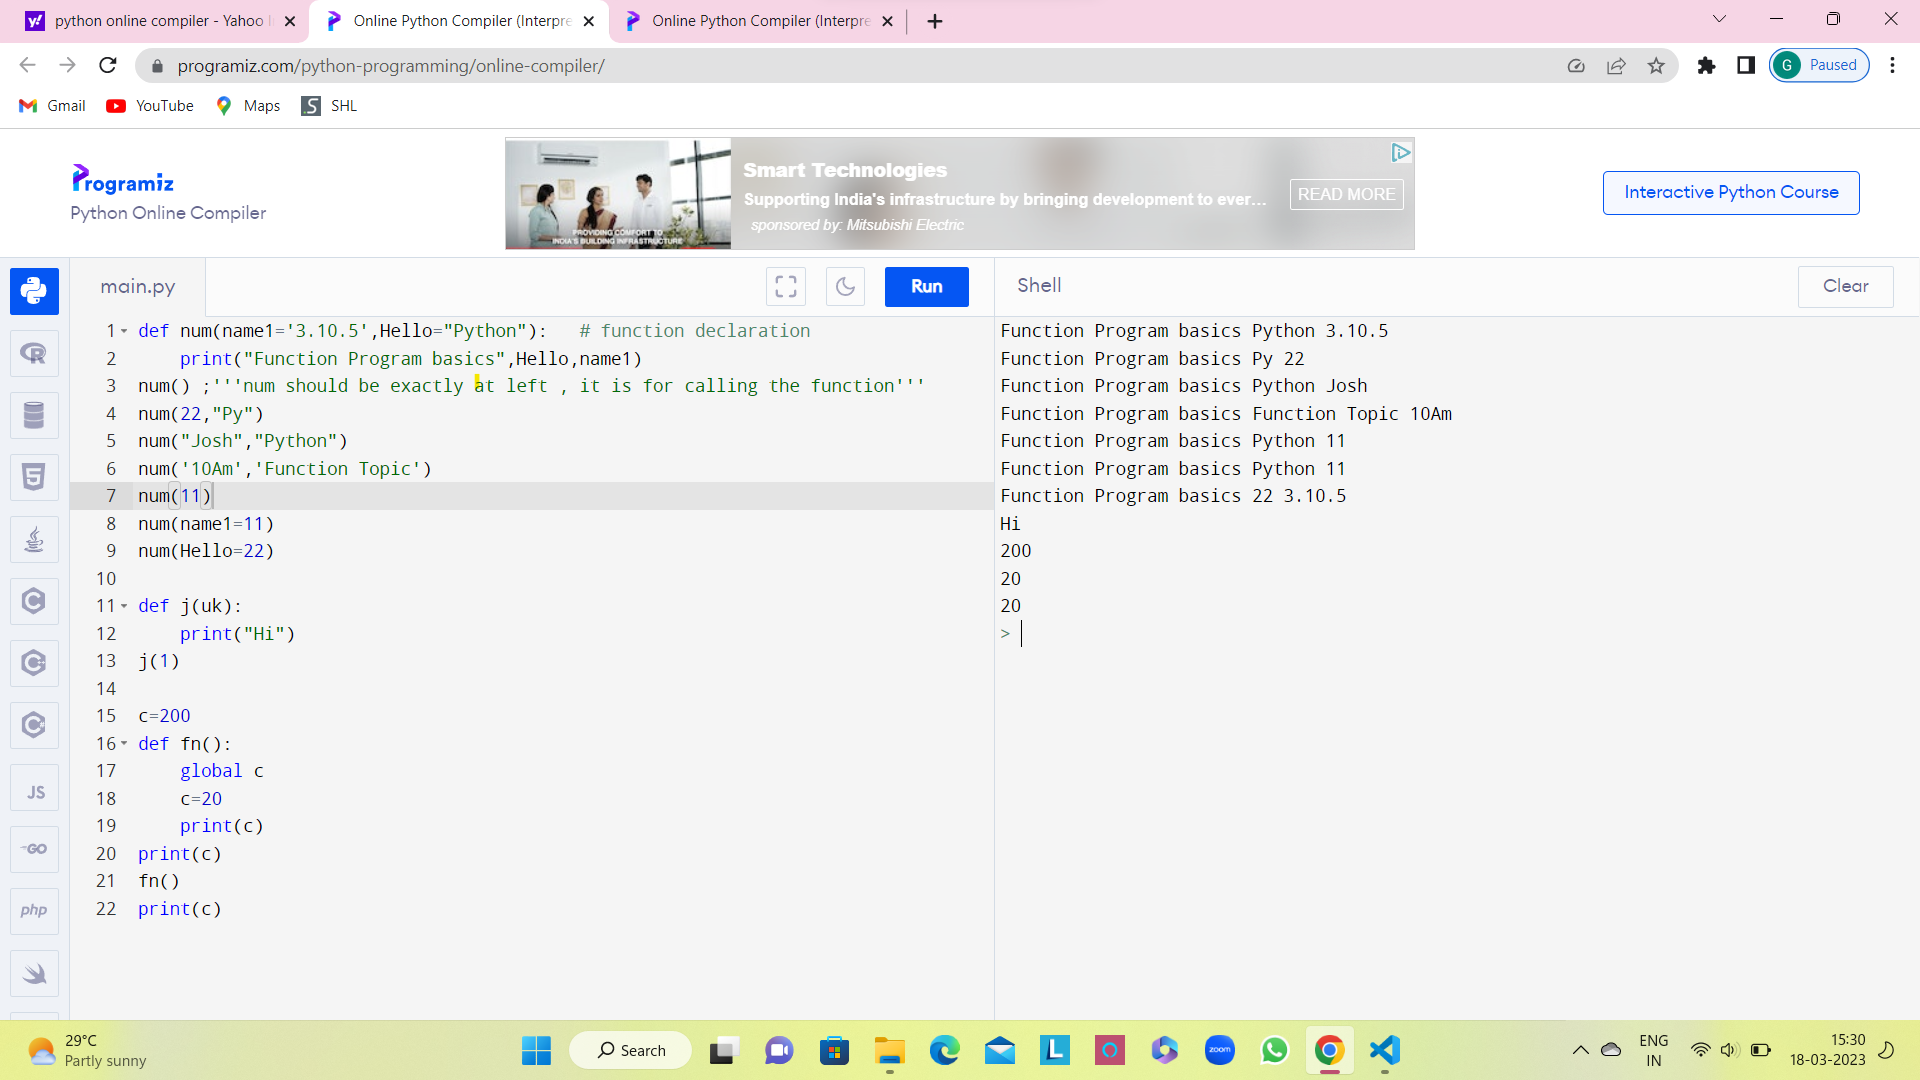 python online compiler - Yahoo I
Online Python Compiler (Interpre
Online Python Compiler (Interpre
programiz.com/python-programming/online-compiler/
G Paused
Gmail YouTube Maps SHL
Programiz
Python Online Compiler
PROVIDING COMFORT TO
INDIA'S BUILDING INFRASTRUCTURE
Smart Technologies
Supporting India's infrastructure by bringing development to ever...
sponsored by: Mitsubishi Electric
READ MORE
Interactive Python Course
main.py
Run
Shell
Clear
1 def num(name1='3.10.5',Hello="Python"):   # function declaration
2     print("Function Program basics",Hello,name1)
3 num() ;'''num should be exactly at left , it is for calling the function'''
4 num(22,"Py")
5 num("Josh","Python")
6 num('10Am','Function Topic')
7 num(11)
8 num(name1=11)
9 num(Hello=22)
10
11 def j(uk):
12     print("Hi")
13 j(1)
14
15 c=200
16 def fn():
17     global c
18     c=20
19     print(c)
20 print(c)
21 fn()
22 print(c)
Function Program basics Python 3.10.5
Function Program basics Py 22
Function Program basics Python Josh
Function Program basics Function Topic 10Am
Function Program basics Python 11
Function Program basics Python 11
Function Program basics 22 3.10.5
Hi
200
20
20
>
R
5
C
C
C
JS
GO
php
29°C
Partly sunny
Search
L
zoom
ENG
IN
15:30
18-03-2023